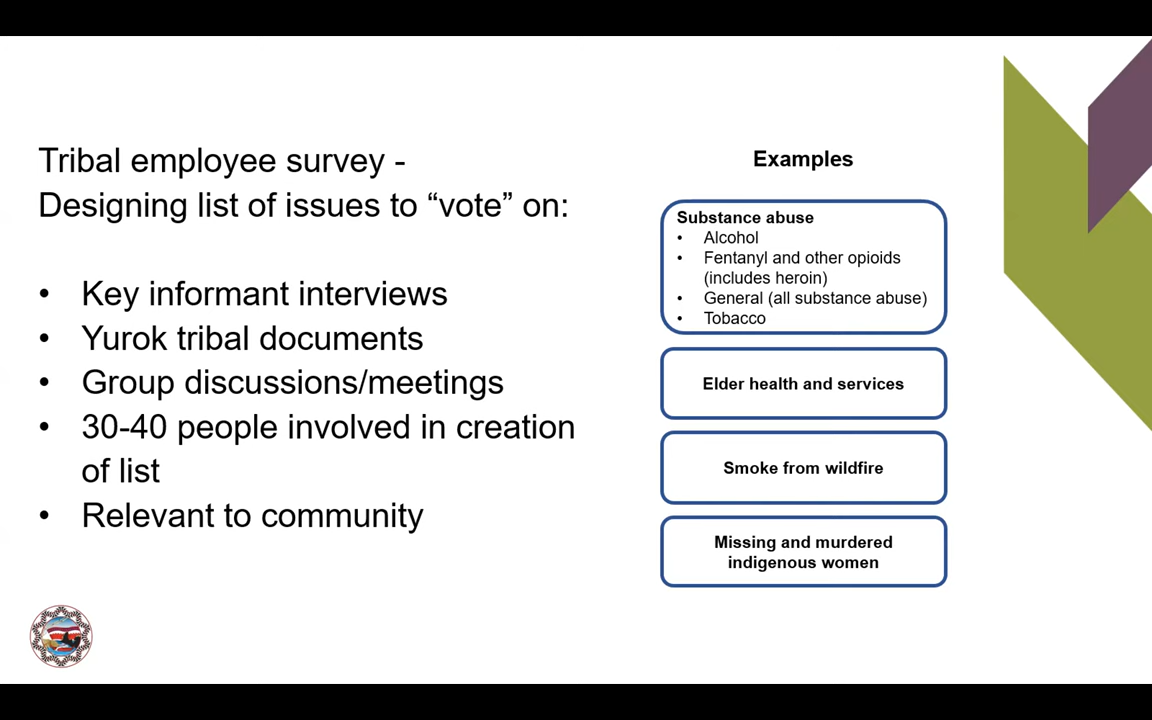 Tribal employee survey -
Designing list of issues to “vote” on:
• Key informant interviews
• Yurok tribal documents
• Group discussions/meetings
• 30-40 people involved in creation
of list
• Relevant to community
Examples
Substance abuse
• Alcohol
• Fentanyl and other opioids
(includes heroin)
• General (all substance abuse)
• Tobacco
Elder health and services
Smoke from wildfire
Missing and murdered
indigenous women